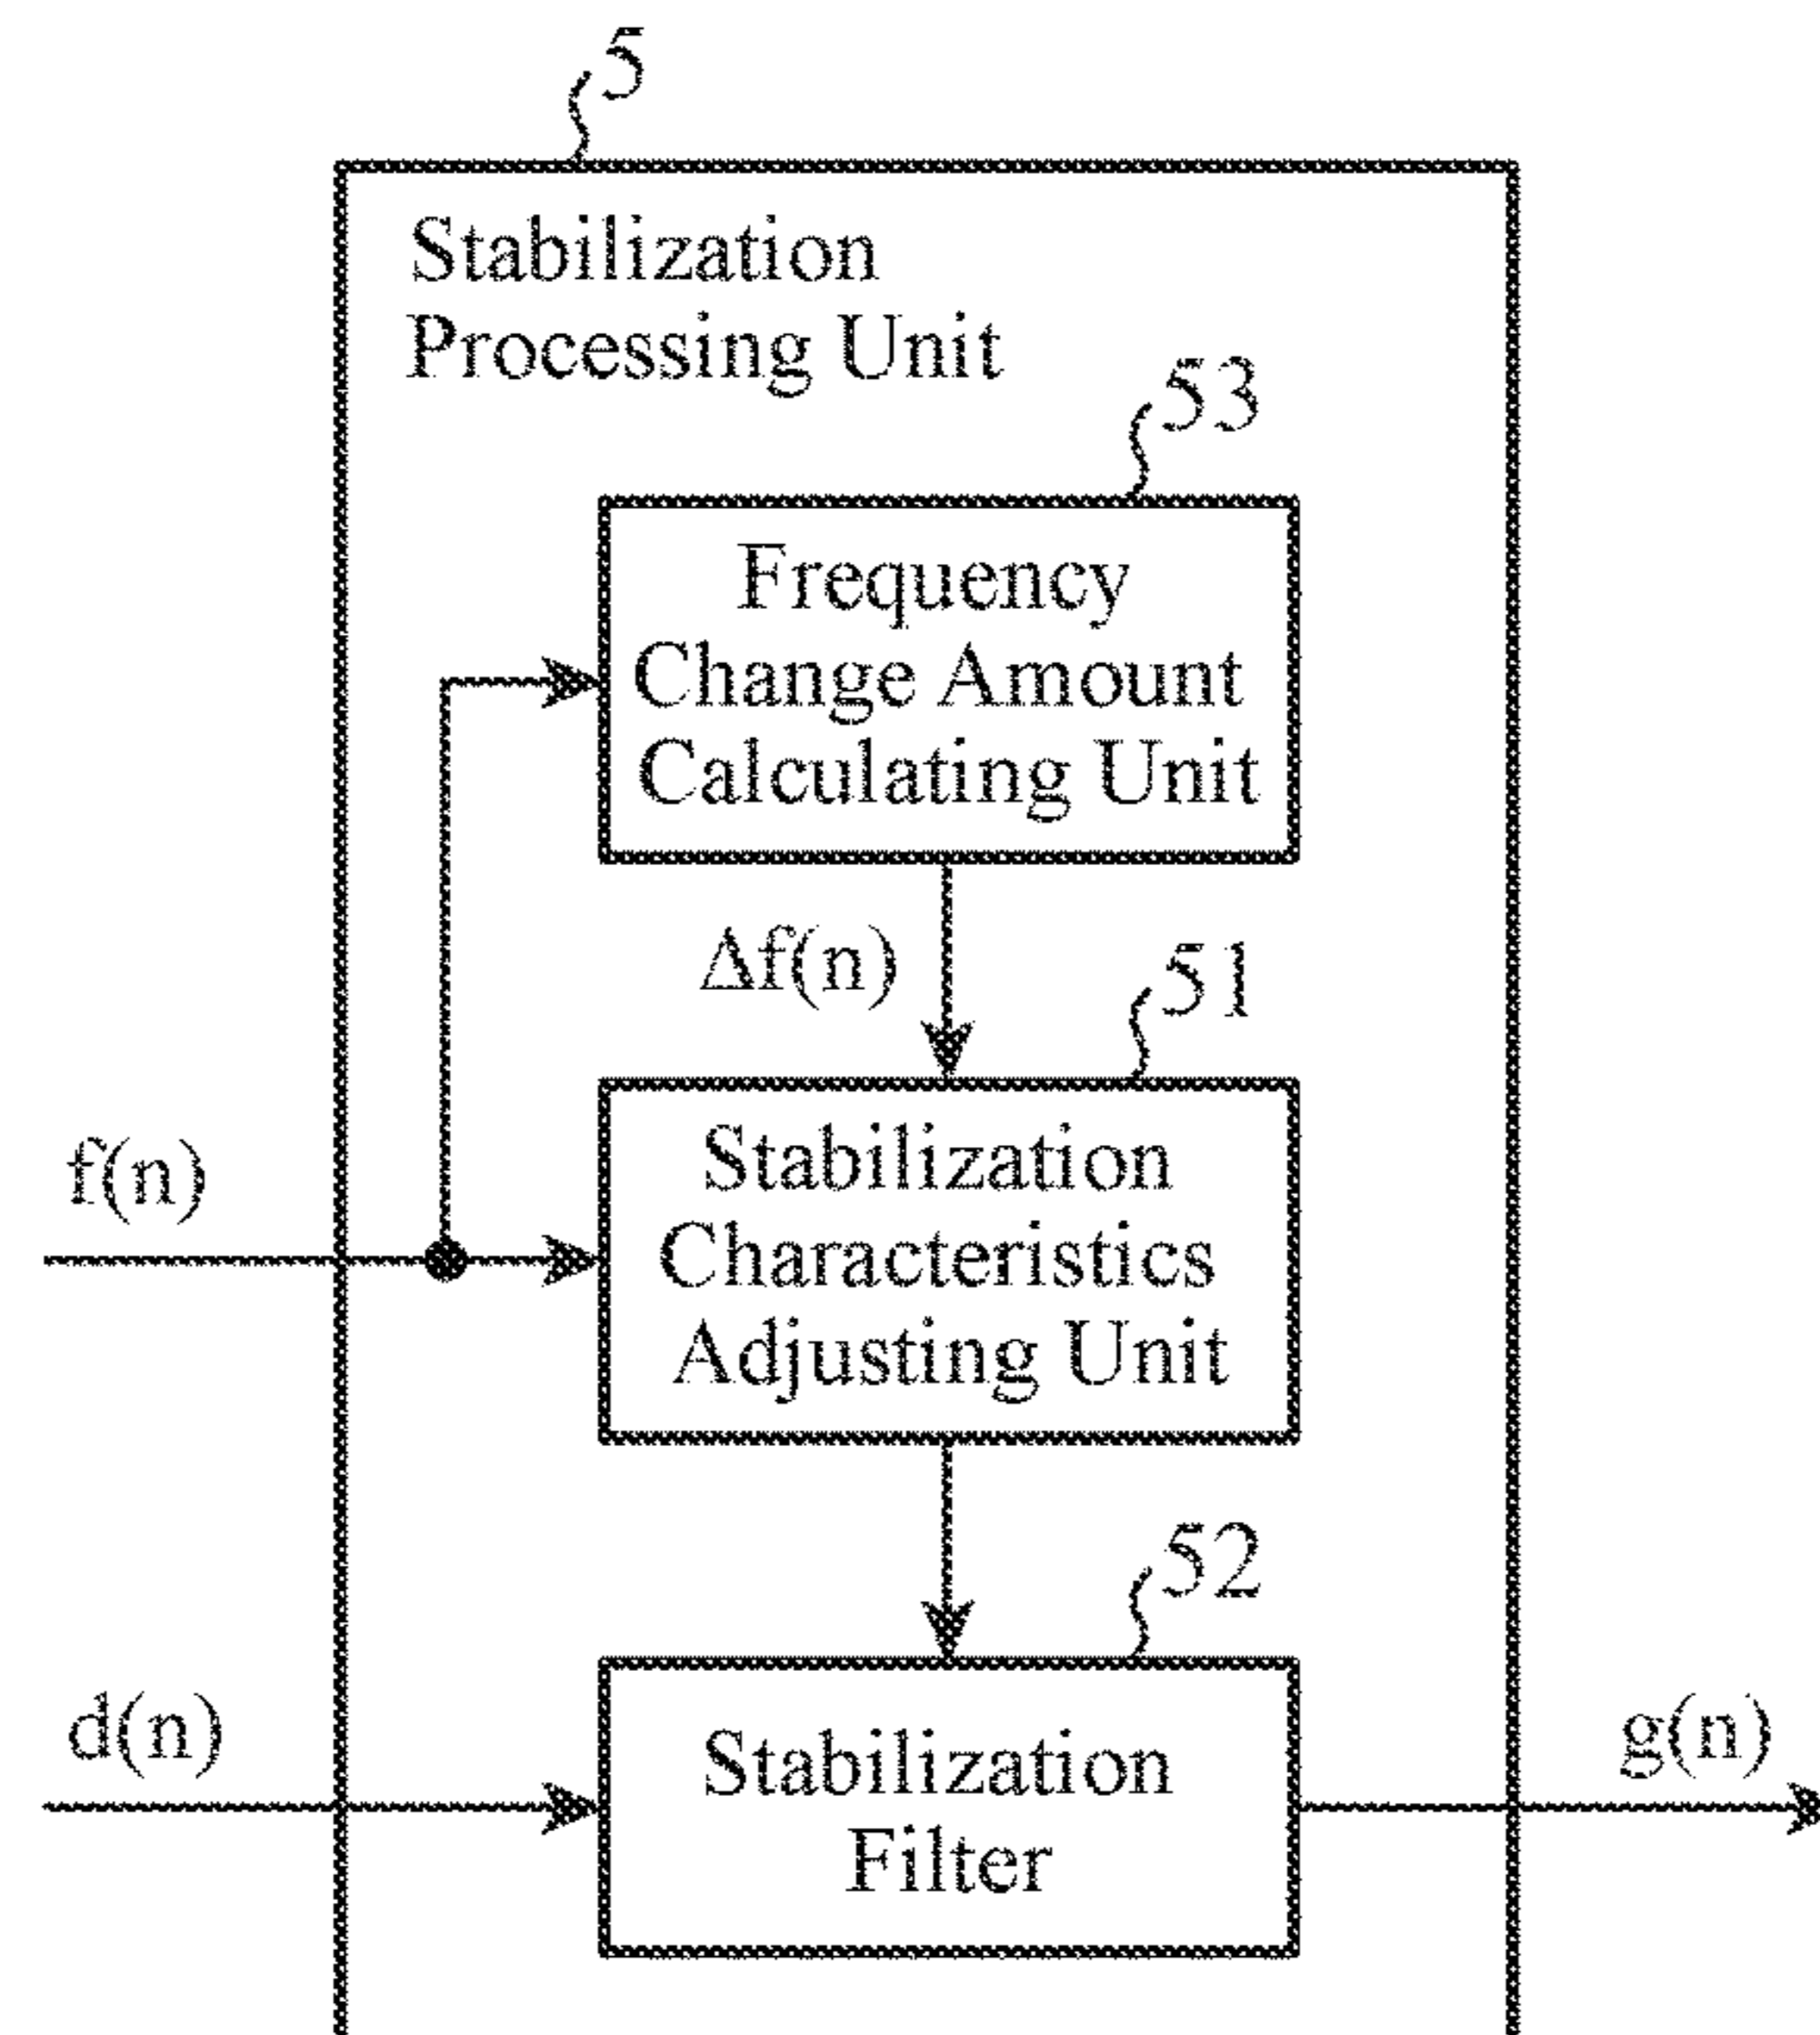 5
Stabilization
Processing Unit
53
Frequency
Change Amount
Calculating Unit
Δf(n)
51
f(n)
Stabilization
Characteristics
Adjusting Unit
52
d(n)
Stabilization
Filter
g(n)